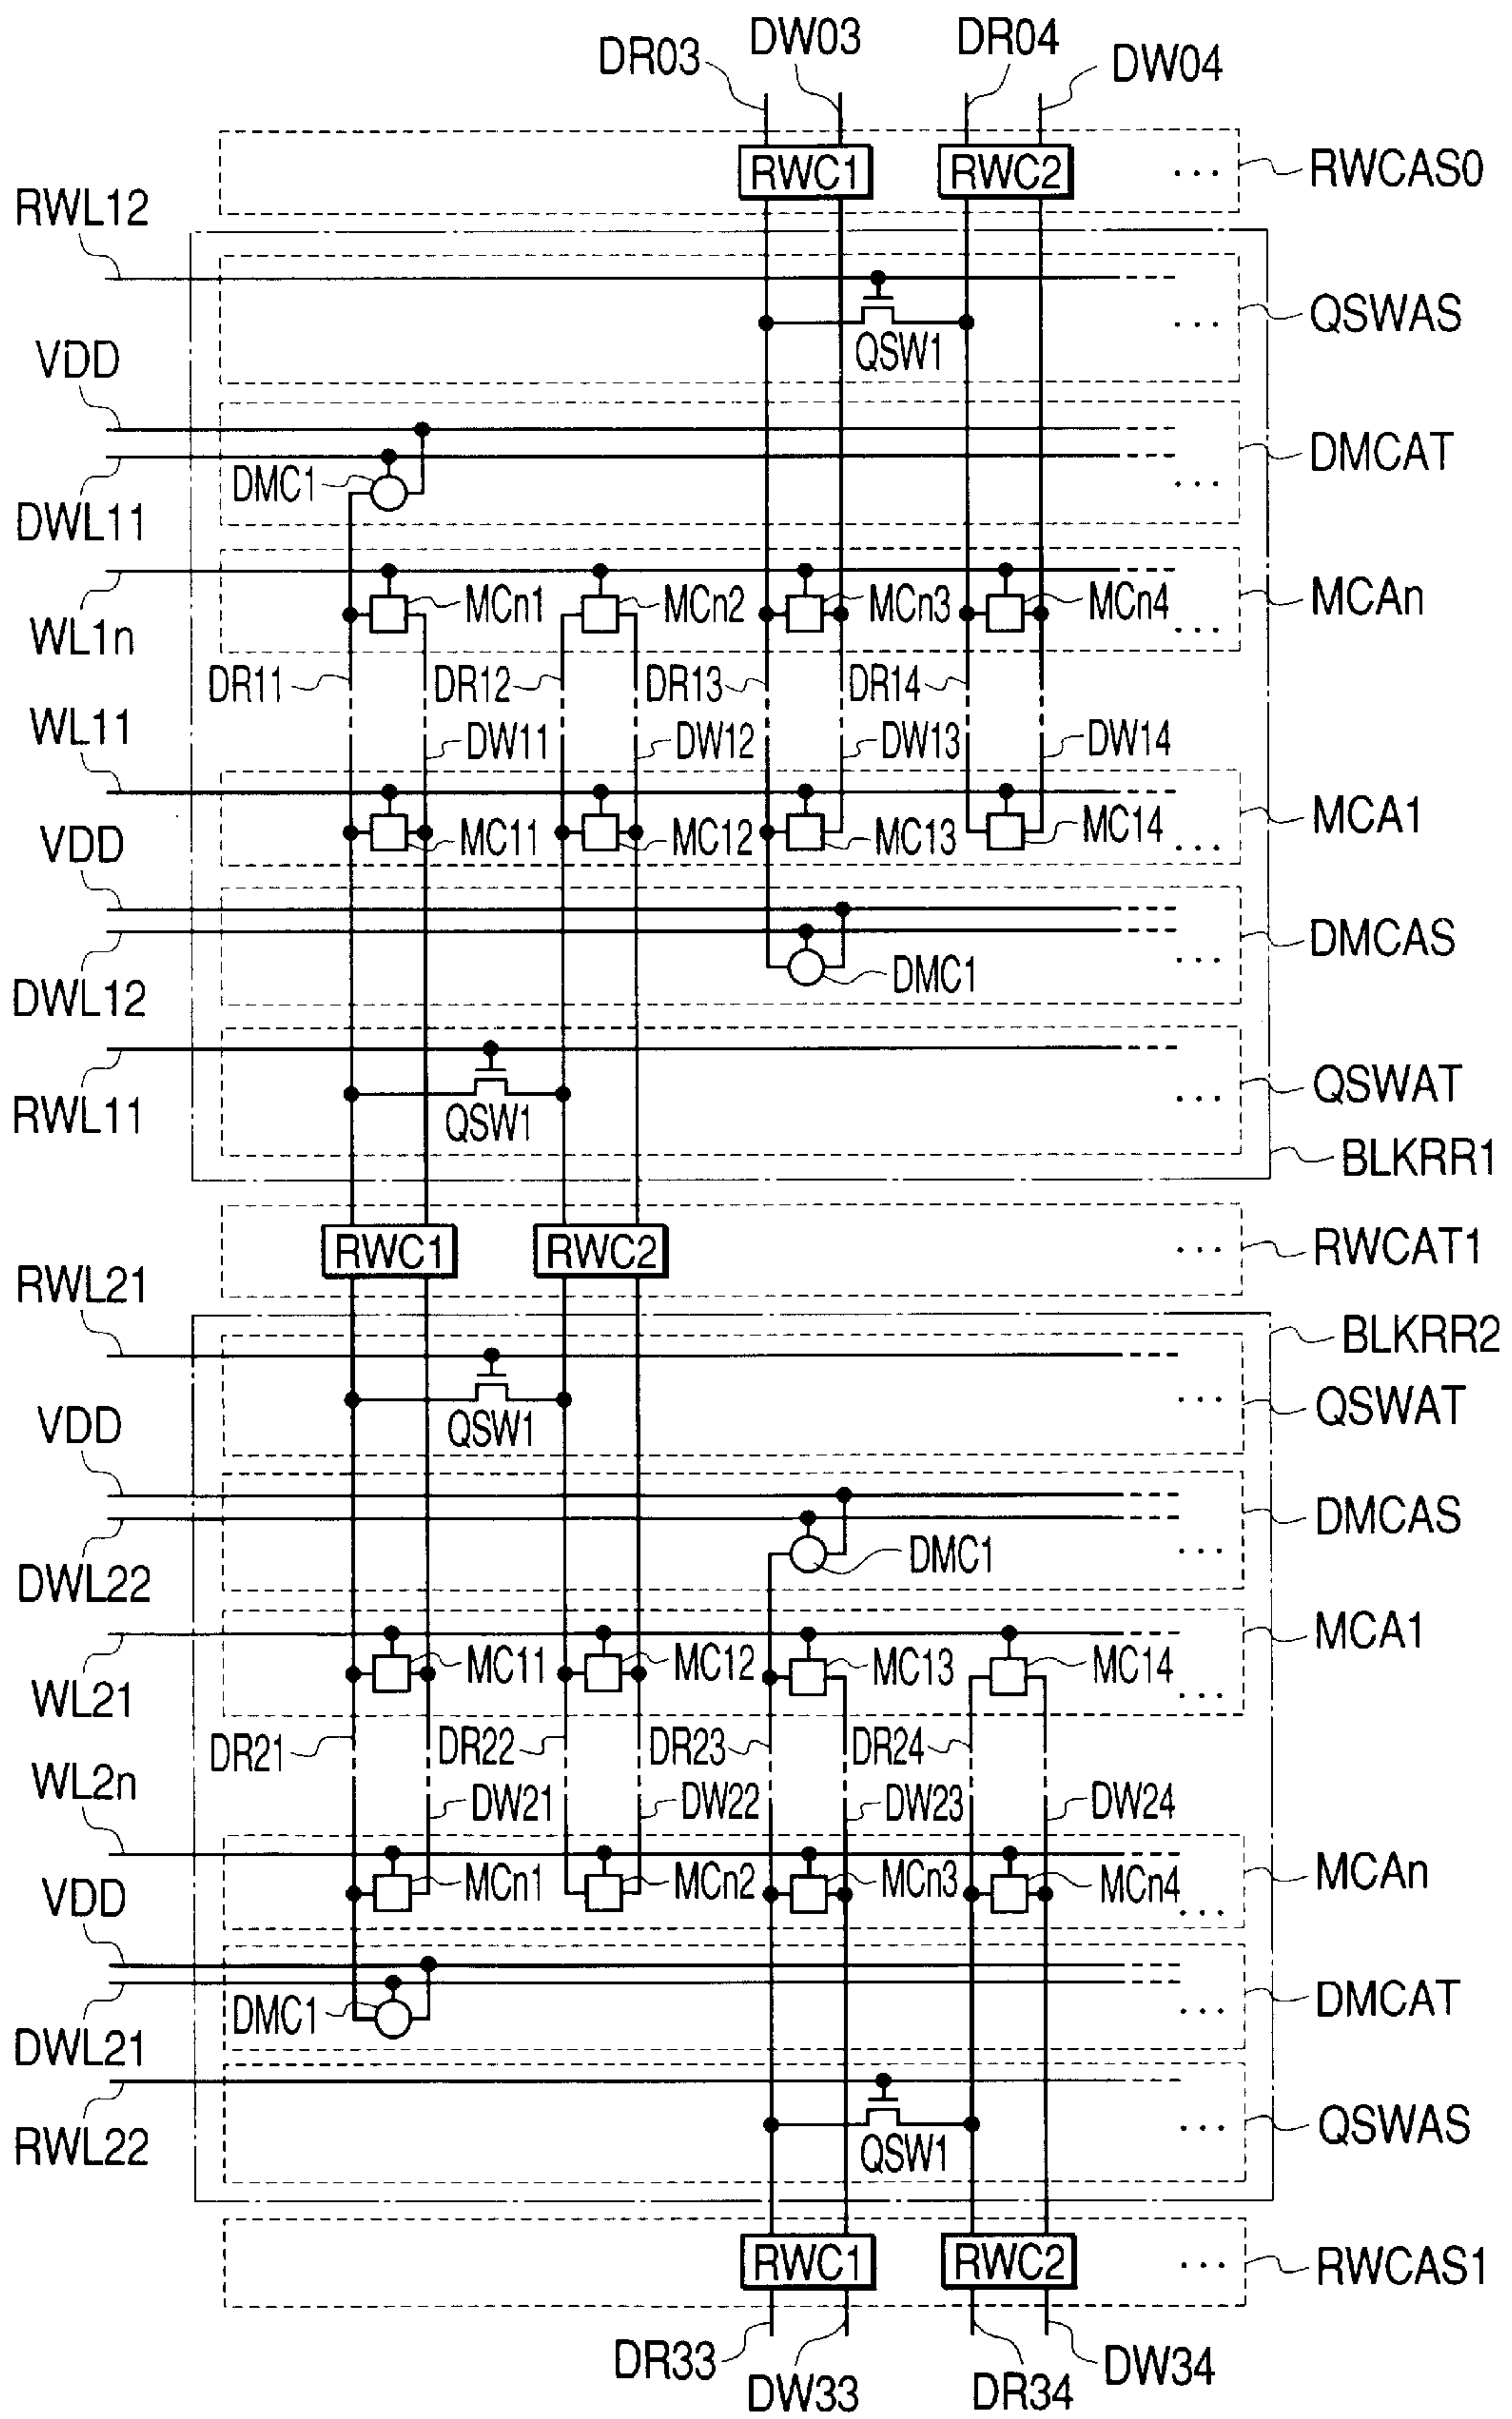 DR03 DW03 DR04 DW04
RWC1 RWC2 ... RWCAS0
RWL12
QSW1 ... QSWAS
VDD
DMC1 ... DMCAT
DWL11
MCn1 MCn2 MCn3 MCn4 ... MCAn
WL1n
DR11 DR12 DR13 DR14
WL11
DW11 DW12 DW13 DW14
MC11 MC12 MC13 MC14 ... MCA1
VDD
DMC1 ... DMCAS
DWL12
QSW1 ... QSWAT
RWL11
BLKRR1
RWC1 RWC2 ... RWCAT1
RWL21
BLKRR2
QSW1 ... QSWAT
VDD
DMC1 ... DMCAS
DWL22
MC11 MC12 MC13 MC14 ... MCA1
WL21
DR21 DR22 DR23 DR24
WL2n
DW21 DW22 DW23 DW24
MCn1 MCn2 MCn3 MCn4 ... MCAn
VDD
DMC1 ... DMCAT
DWL21
QSW1 ... QSWAS
RWL22
RWC1 RWC2 ... RWCAS1
DR33 DW33 DR34 DW34